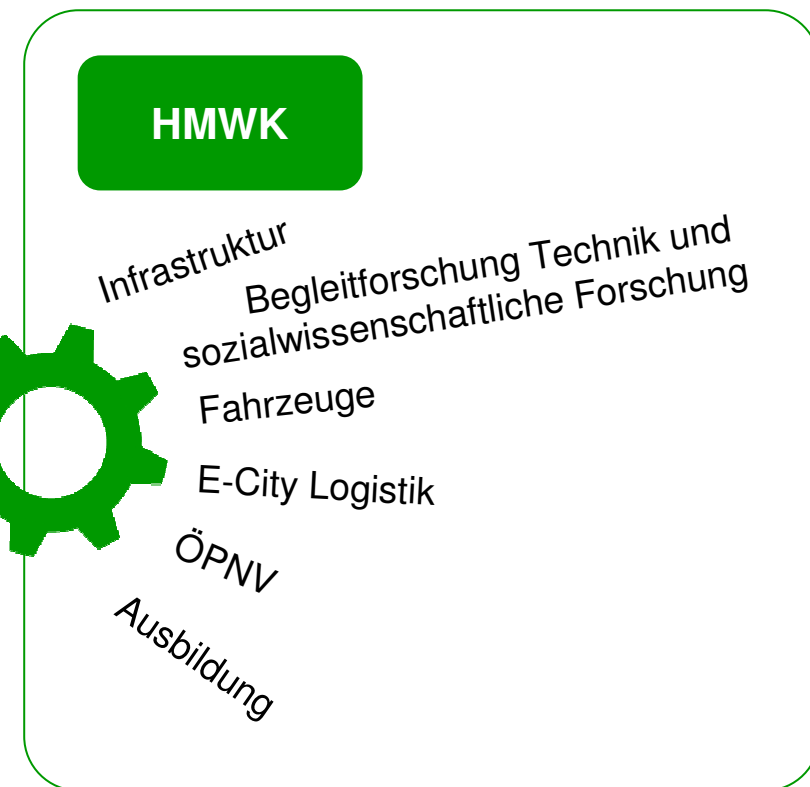 HMWK
Infrastruktur
Begleitforschung Technik und
sozialwissenschaftliche Forschung
Fahrzeuge
E-City Logistik
ÖPNV
Ausbildung